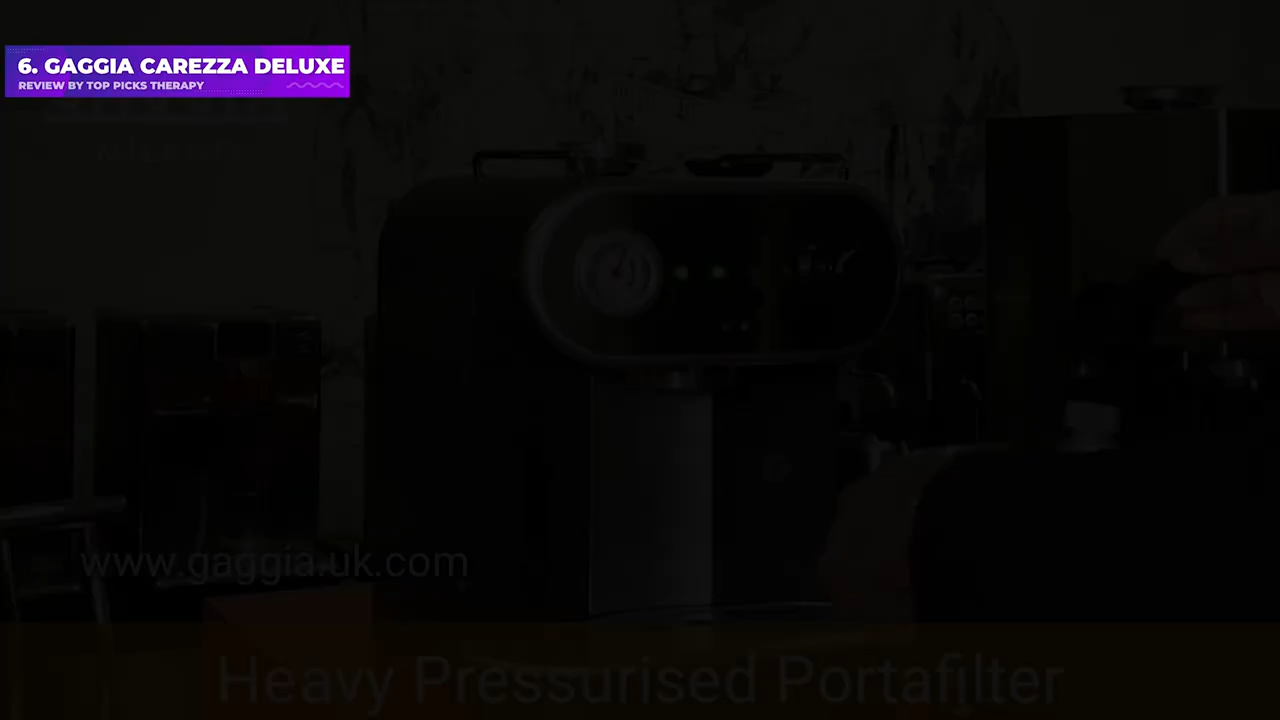 6. GAGGIA CAREZZA DELUXE
REVIEW BY TOP PICKS THERAPY
www.gaggia.uk.com
Heavy Pressurised Portafilter